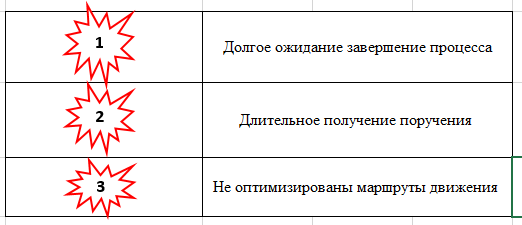 1
Долгое ожидание завершение процесса
2
Длительное получение поручения
3
Не оптимизированы маршруты движения